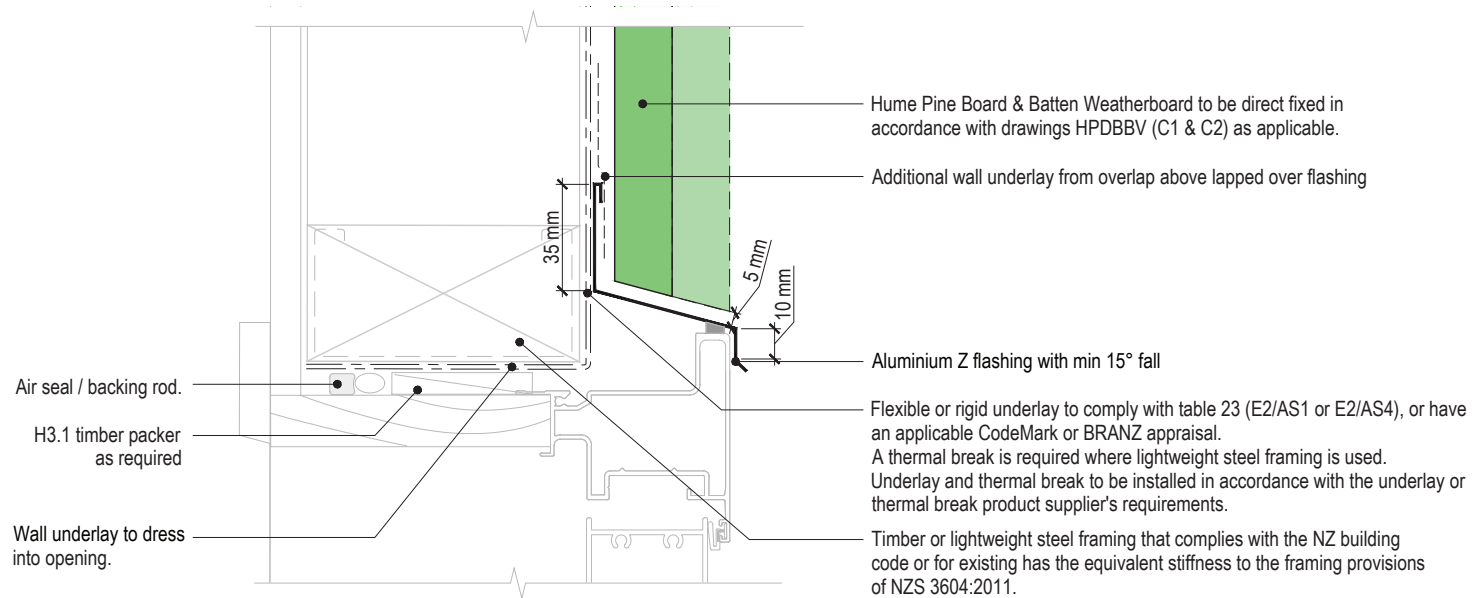 Hume Pine Board & Batten Weatherboard to be direct fixed in
accordance with drawings HPDBBV (C1 & C2) as applicable.
Additional wall underlay from overlap above lapped over flashing
35 mm
5 mm
10 mm
Aluminium Z flashing with min 15° fall
Air seal / backing rod.
H3.1 timber packer
as required
Wall underlay to dress
into opening.
Flexible or rigid underlay to comply with table 23 (E2/AS1 or E2/AS4), or have
an applicable CodeMark or BRANZ appraisal.
A thermal break is required where lightweight steel framing is used.
Underlay and thermal break to be installed in accordance with the underlay or
thermal break product supplier's requirements.
Timber or lightweight steel framing that complies with the NZ building
code or for existing has the equivalent stiffness to the framing provisions
of NZS 3604:2011.